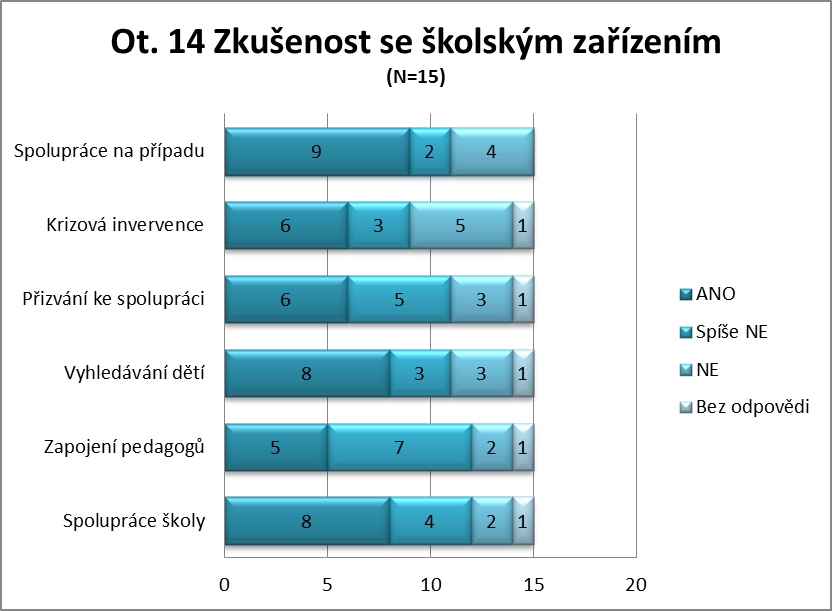 Ot. 14 Zkušenost se školským zařízením
(N=15)
Spolupráce na případu 9 2 4
Krizová invervence 6 3 5 1
Přizvání ke spolupráci 6 5 3 1
Vyhledávání dětí 8 3 3 1
Zapojení pedagogů 5 7 2 1
Spolupráce školy 8 4 2 1
0 5 10 15 20
ANO
Spíše NE
NE
Bez odpovědi